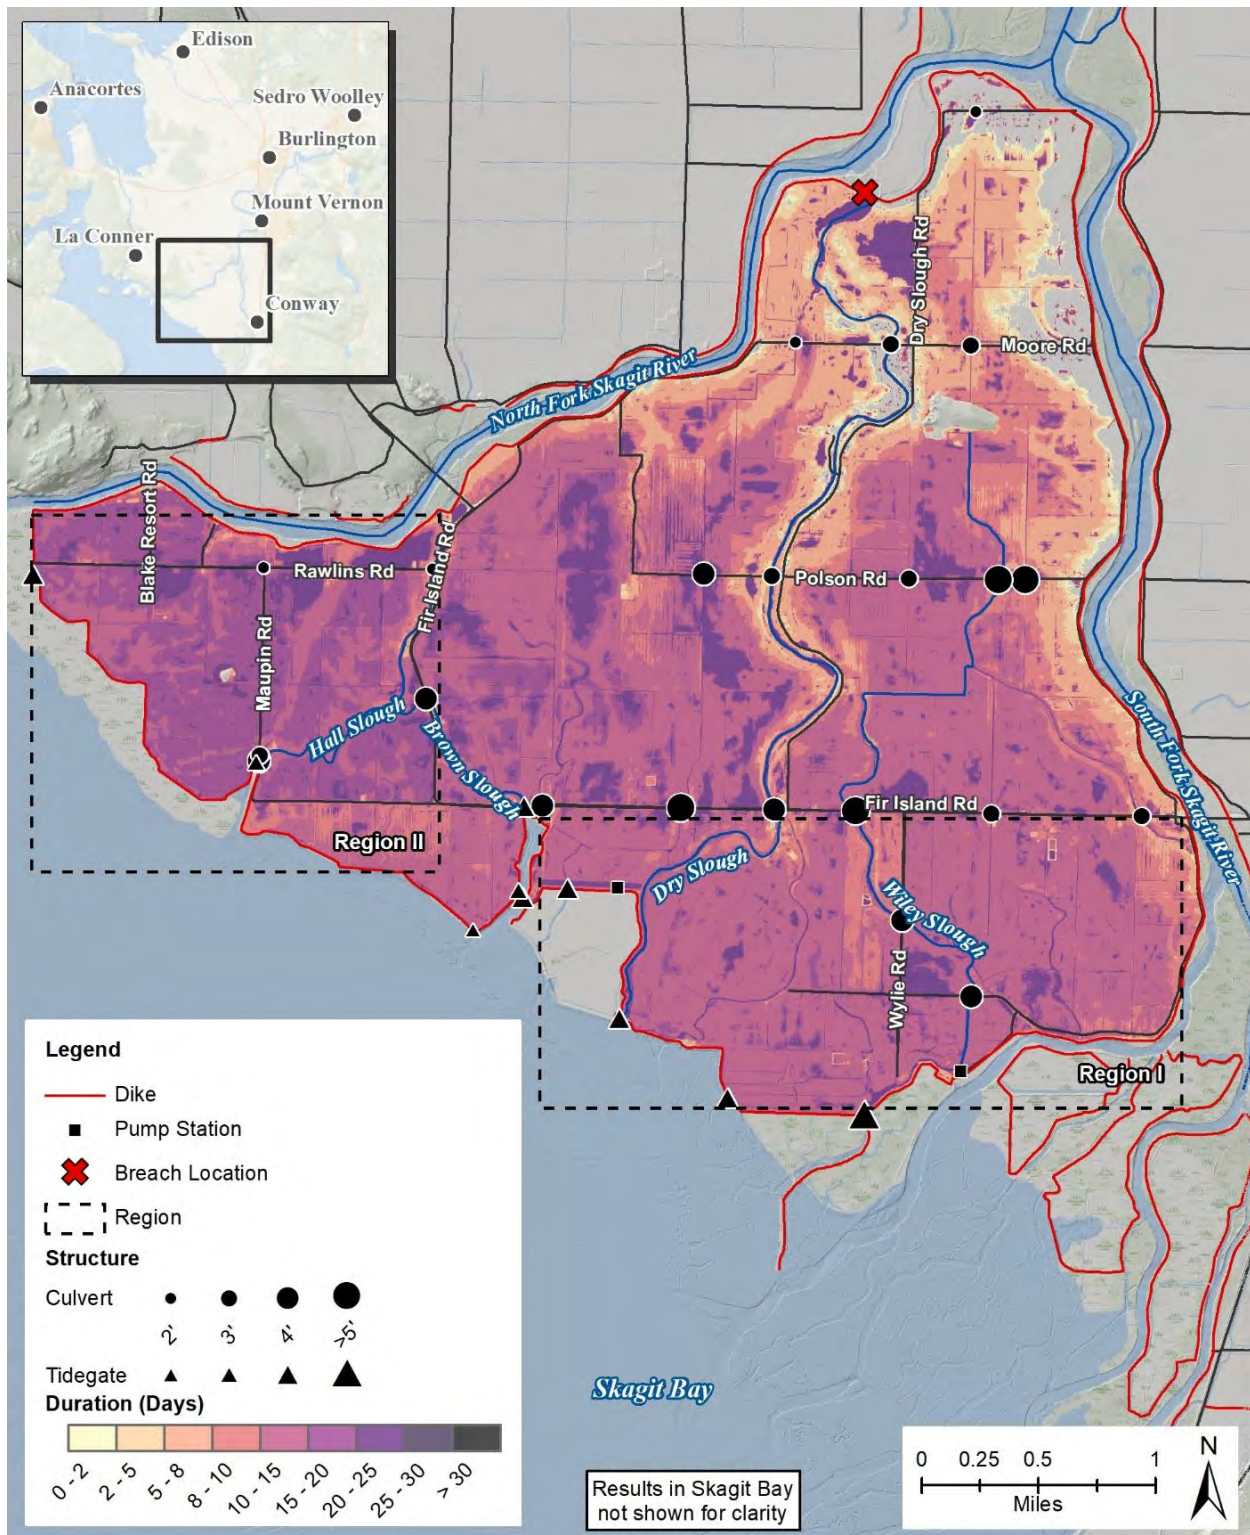 Edison
Anacortes
Sedro Woolley
Burlington
Mount Vernon
La Conner
Conway
Dry Slough Rd
Moore Rd
North Fork Skagit River
Blake Resort Rd
Rawlins Rd
Fir Island Rd
Polson Rd
Maupin Rd
Hall Slough
Brown Slough
South Fork Skagit River
Fir Island Rd
Region II
Dry Slough
Wiley Slough
Wylie Rd
Region I
Legend
Dike
Pump Station
Breach Location
Region
Structure
Culvert
2'
3'
4'
>5'
Tidegate
Duration (Days)
0 - 2
2 - 5
5 - 8
8 - 10
10 - 15
15 - 20
20 - 25
25 - 30
> 30
Skagit Bay
Results in Skagit Bay
not shown for clarity
0 0.25 0.5 1
Miles
N